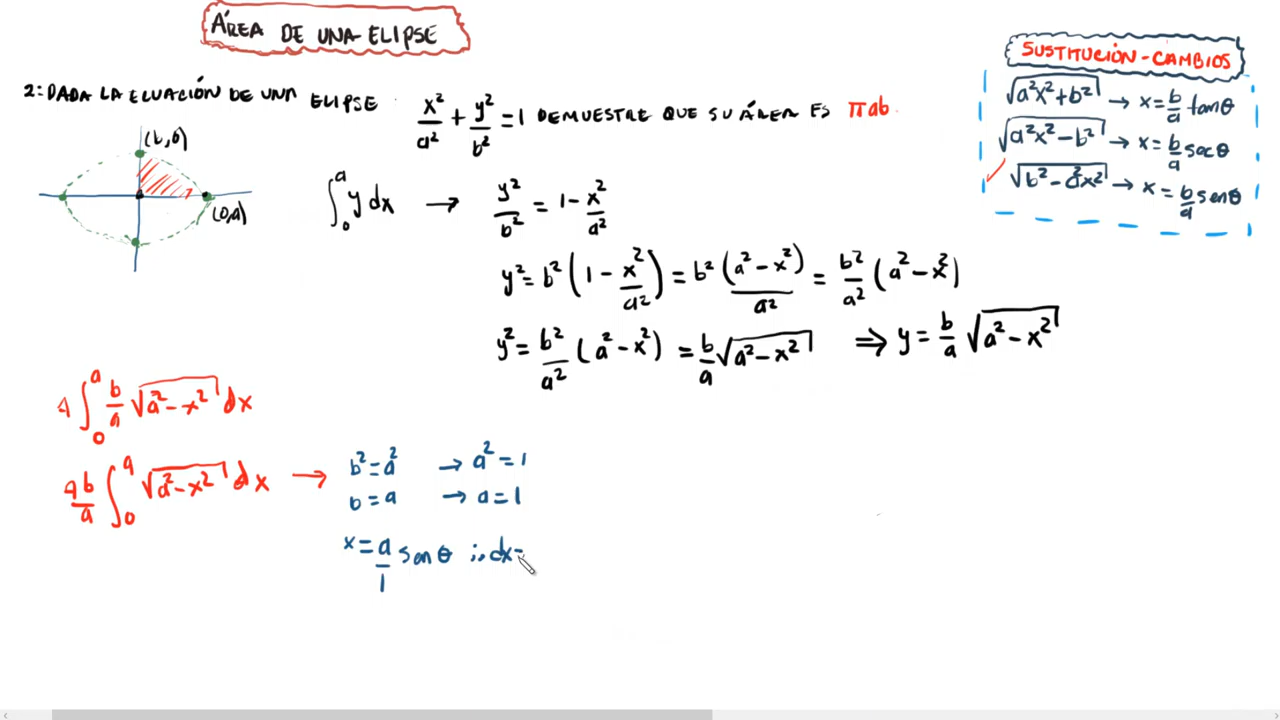 ÁREA DE UNA ELIPSE
SUSTITUCIÓN - CAMBIOS
√(a²x² + b²) → x = b/a tanθ
√(a²x² - b²) → x = b/a secθ
√(b² - a²x²) → x = b/a senθ
2: DADA LA ECUACIÓN DE UNA ELIPSE x²/a² + y²/b² = 1 DEMUESTRE QUE SU ÁREA ES πab
(b,0)
(0,a)
∫₀ᵃ y dx → y²/b² = 1 - x²/a²
y² = b² (1 - x²/a²) = b² (a² - x²)/a² = b²/a² (a² - x²)
y² = b²/a² (a² - x²) = b/a √(a² - x²) ⇒ y = b/a √(a² - x²)
4 ∫₀ᵃ b/a √(a² - x²) dx
4b/a ∫₀ᵃ √(a² - x²) dx →
b² = a² → a² = 1
b = a → a = 1
x = a/1 sen θ ;, dx =